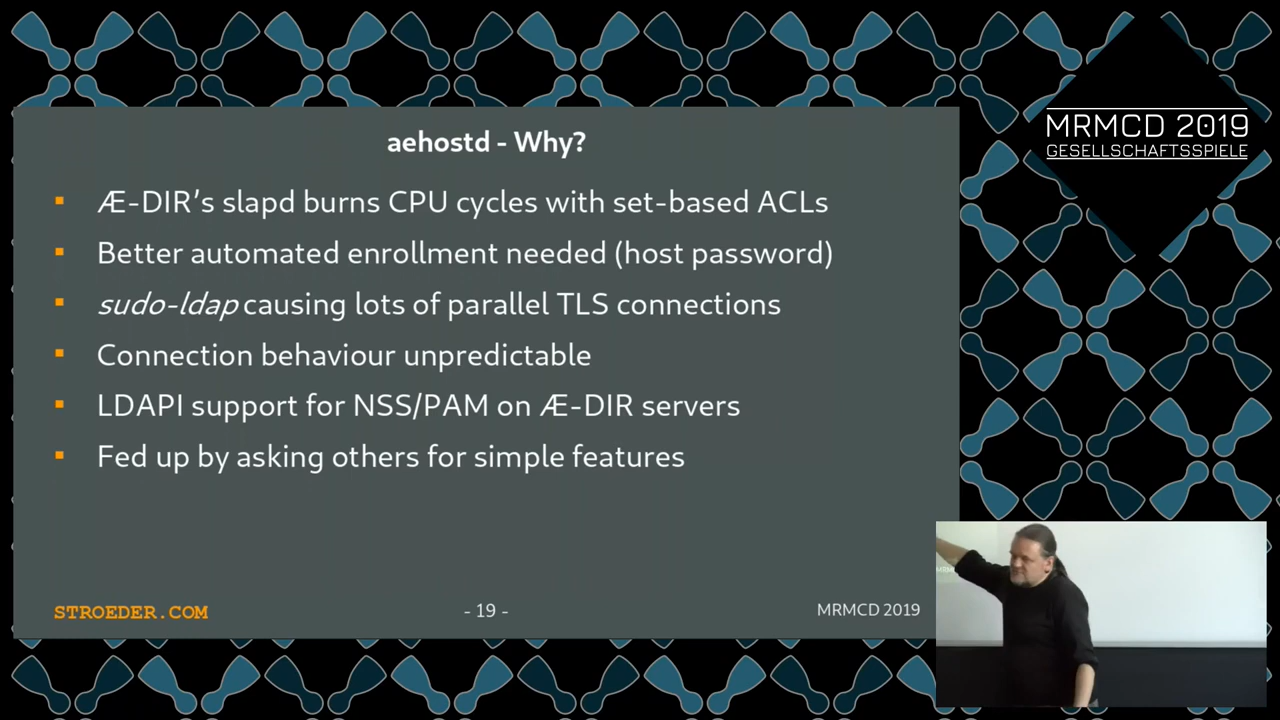 MRMCD 2019
GESELLSCHAFTSSPIELE
aehostd - Why?
▪ Æ-DIR’s slapd burns CPU cycles with set-based ACLs
▪ Better automated enrollment needed (host password)
▪ sudo-ldap causing lots of parallel TLS connections
▪ Connection behaviour unpredictable
▪ LDAPI support for NSS/PAM on Æ-DIR servers
▪ Fed up by asking others for simple features
STROEDER.COM
- 19 -
MRMCD 2019